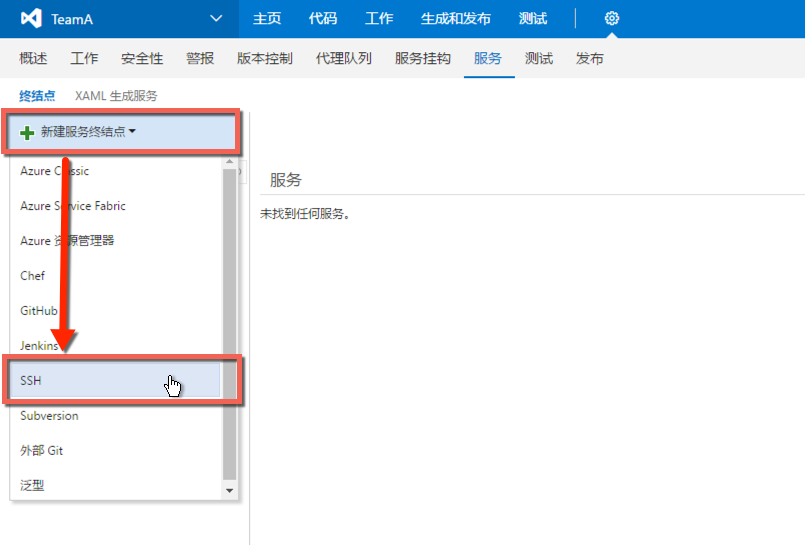 TeamA 主页 代码 工作 生成和发布 测试
概述 工作 安全性 警报 版本控制 代理队列 服务挂钩 服务 测试 发布
终结点 XAML 生成服务
新建服务终结点
Azure Classic
Azure Service Fabric
Azure 资源管理器
Chef
GitHub
Jenkins
SSH
Subversion
外部 Git
泛型
服务
未找到任何服务。